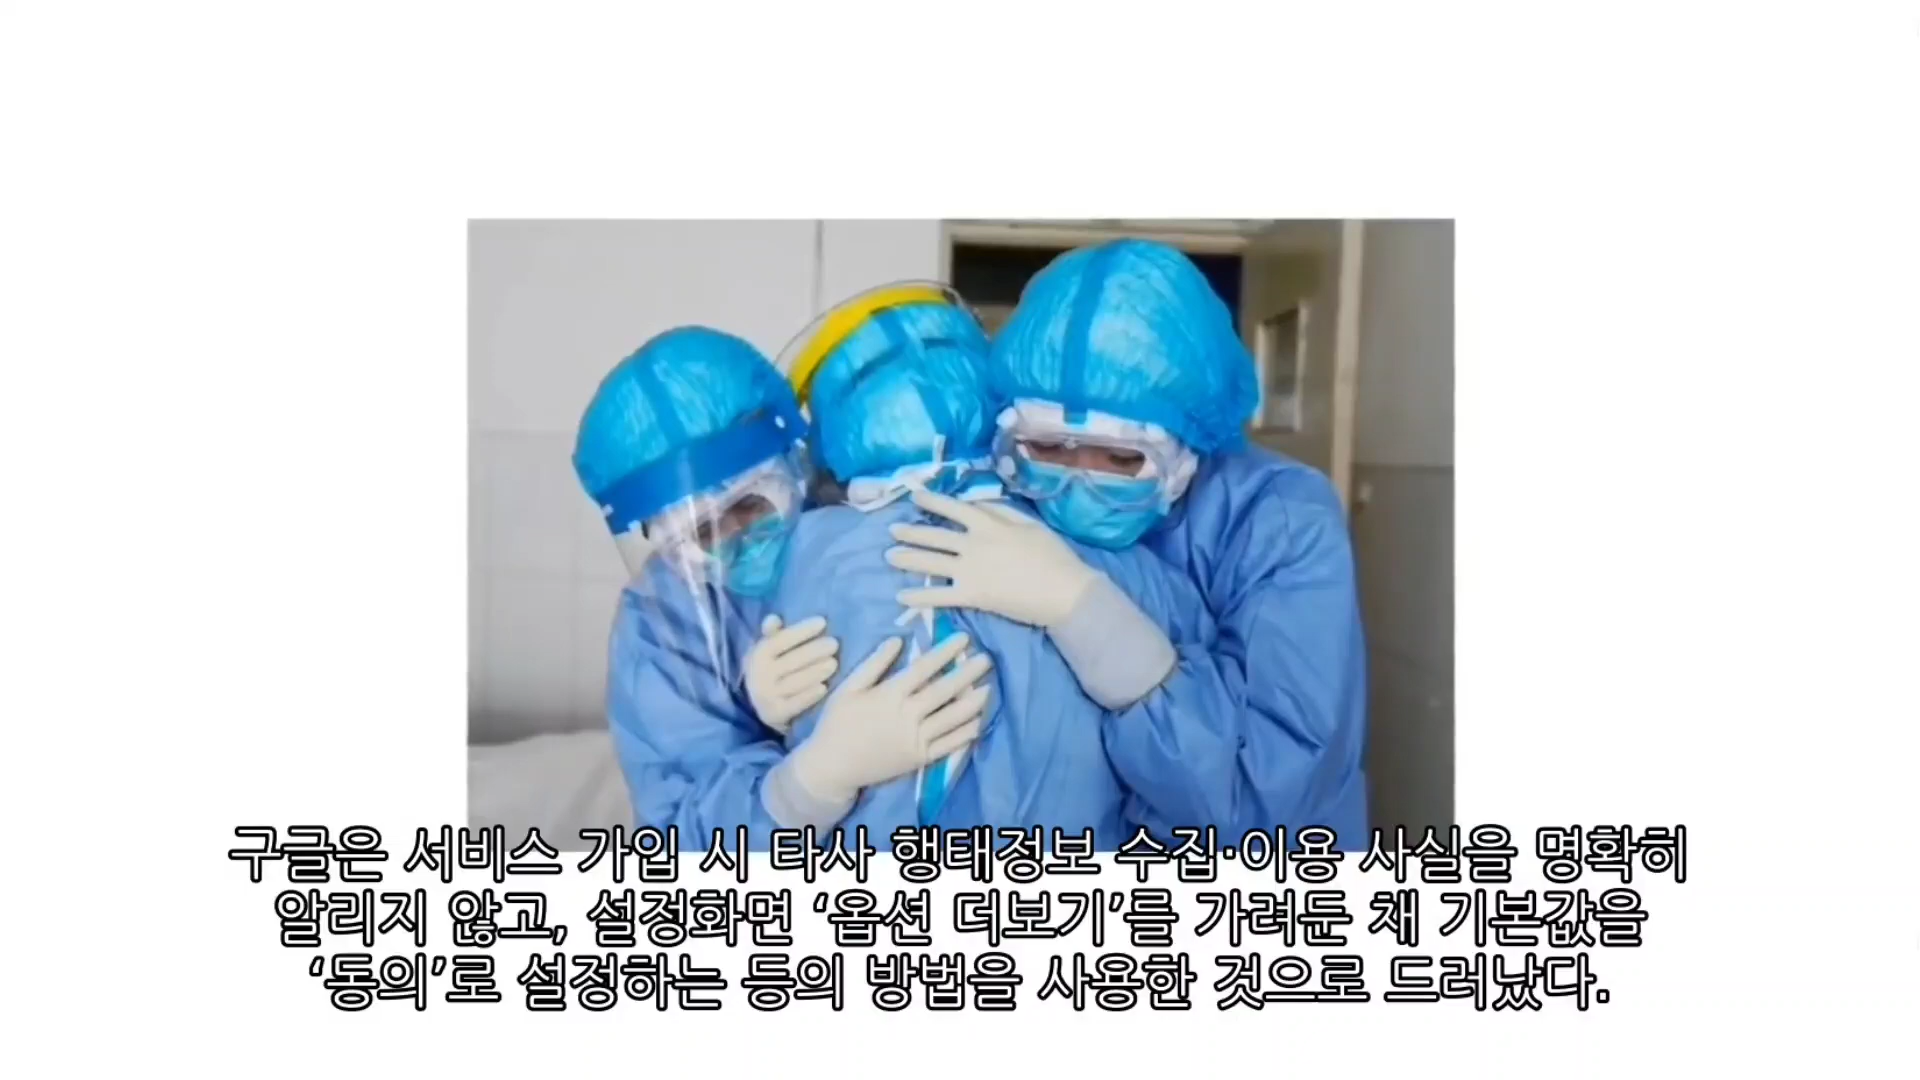 구글은 서비스 가입 시 타사 행태정보 수집·이용 사실을 명확히
알리지 않고, 설정화면 ‘옵션 더보기’를 가려둔 채 기본값을
‘동의’로 설정하는 등의 방법을 사용한 것으로 드러났다.